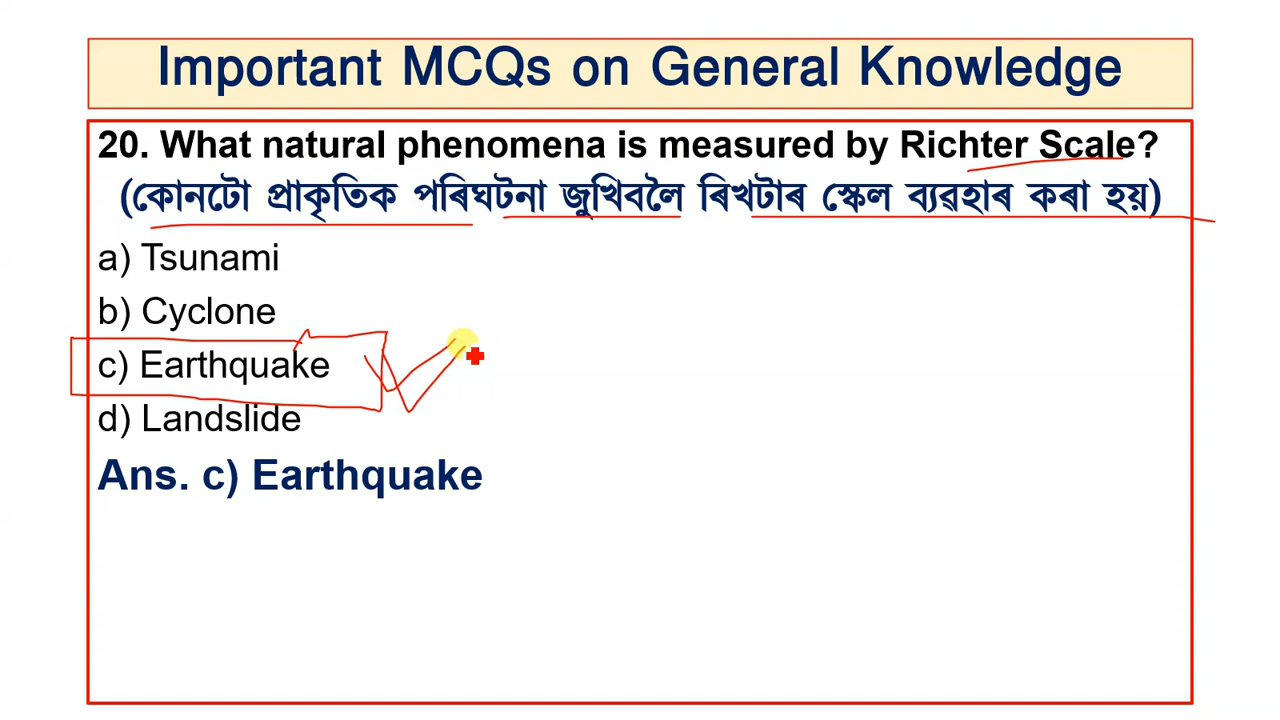 Important MCQs on General Knowledge
20. What natural phenomena is measured by Richter Scale?
(কোনটো প্ৰাকৃতিক পৰিঘটনা জুখিবলৈ ৰিখটাৰ স্কেল ব্যৱহাৰ কৰা হয়)
a) Tsunami
b) Cyclone
c) Earthquake
d) Landslide
Ans. c) Earthquake